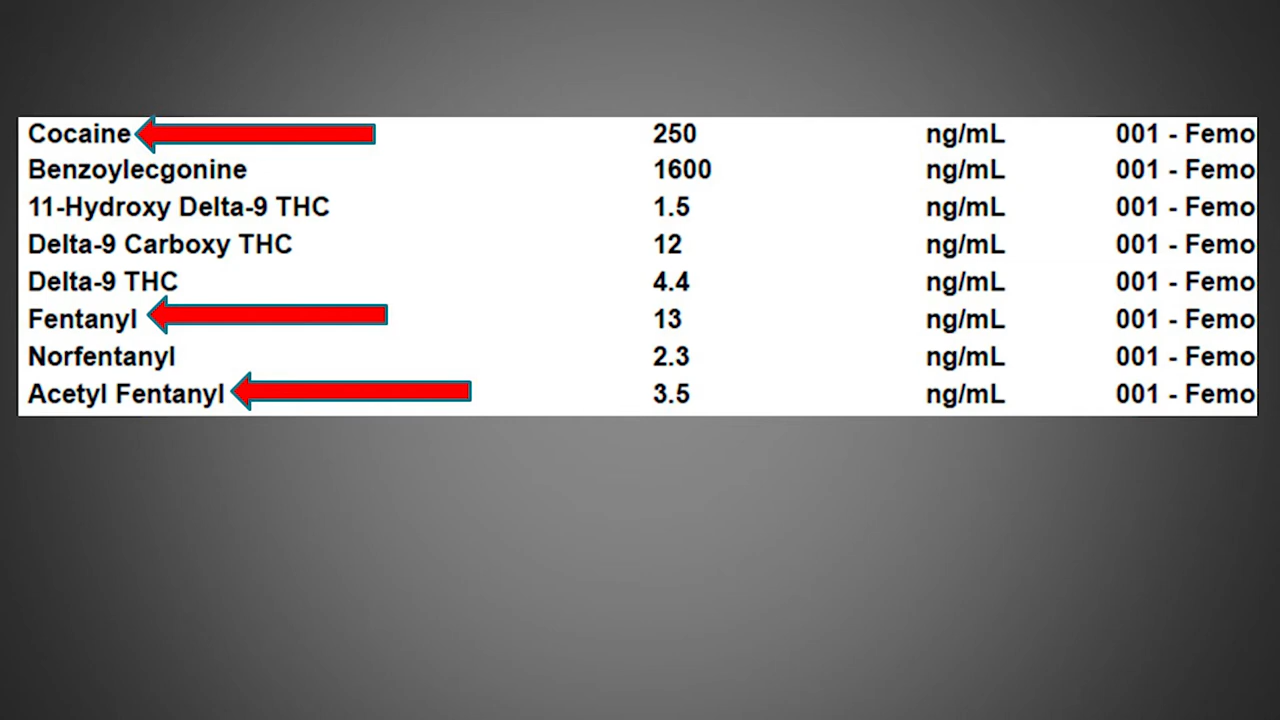 Cocaine 250 ng/mL 001 - Femo
Benzoylecgonine 1600 ng/mL 001 - Femo
11-Hydroxy Delta-9 THC 1.5 ng/mL 001 - Femo
Delta-9 Carboxy THC 12 ng/mL 001 - Femo
Delta-9 THC 4.4 ng/mL 001 - Femo
Fentanyl 13 ng/mL 001 - Femo
Norfentanyl 2.3 ng/mL 001 - Femo
Acetyl Fentanyl 3.5 ng/mL 001 - Femo